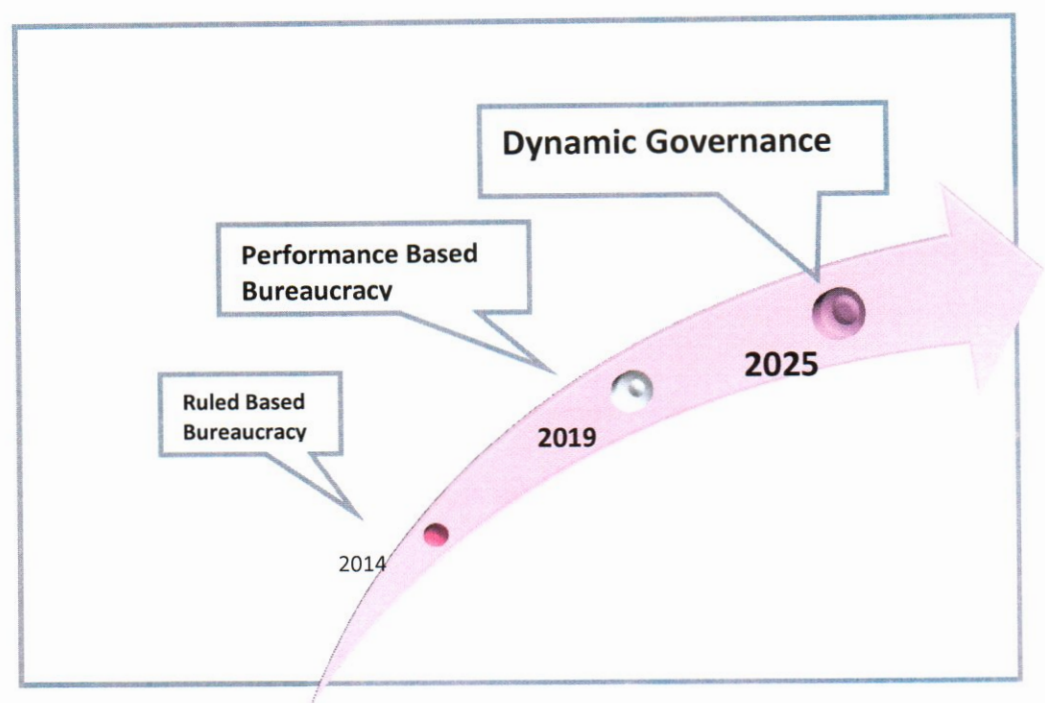 Dynamic Governance
Performance Based
Bureaucracy
2025
Ruled Based
Bureaucracy
2019
2014